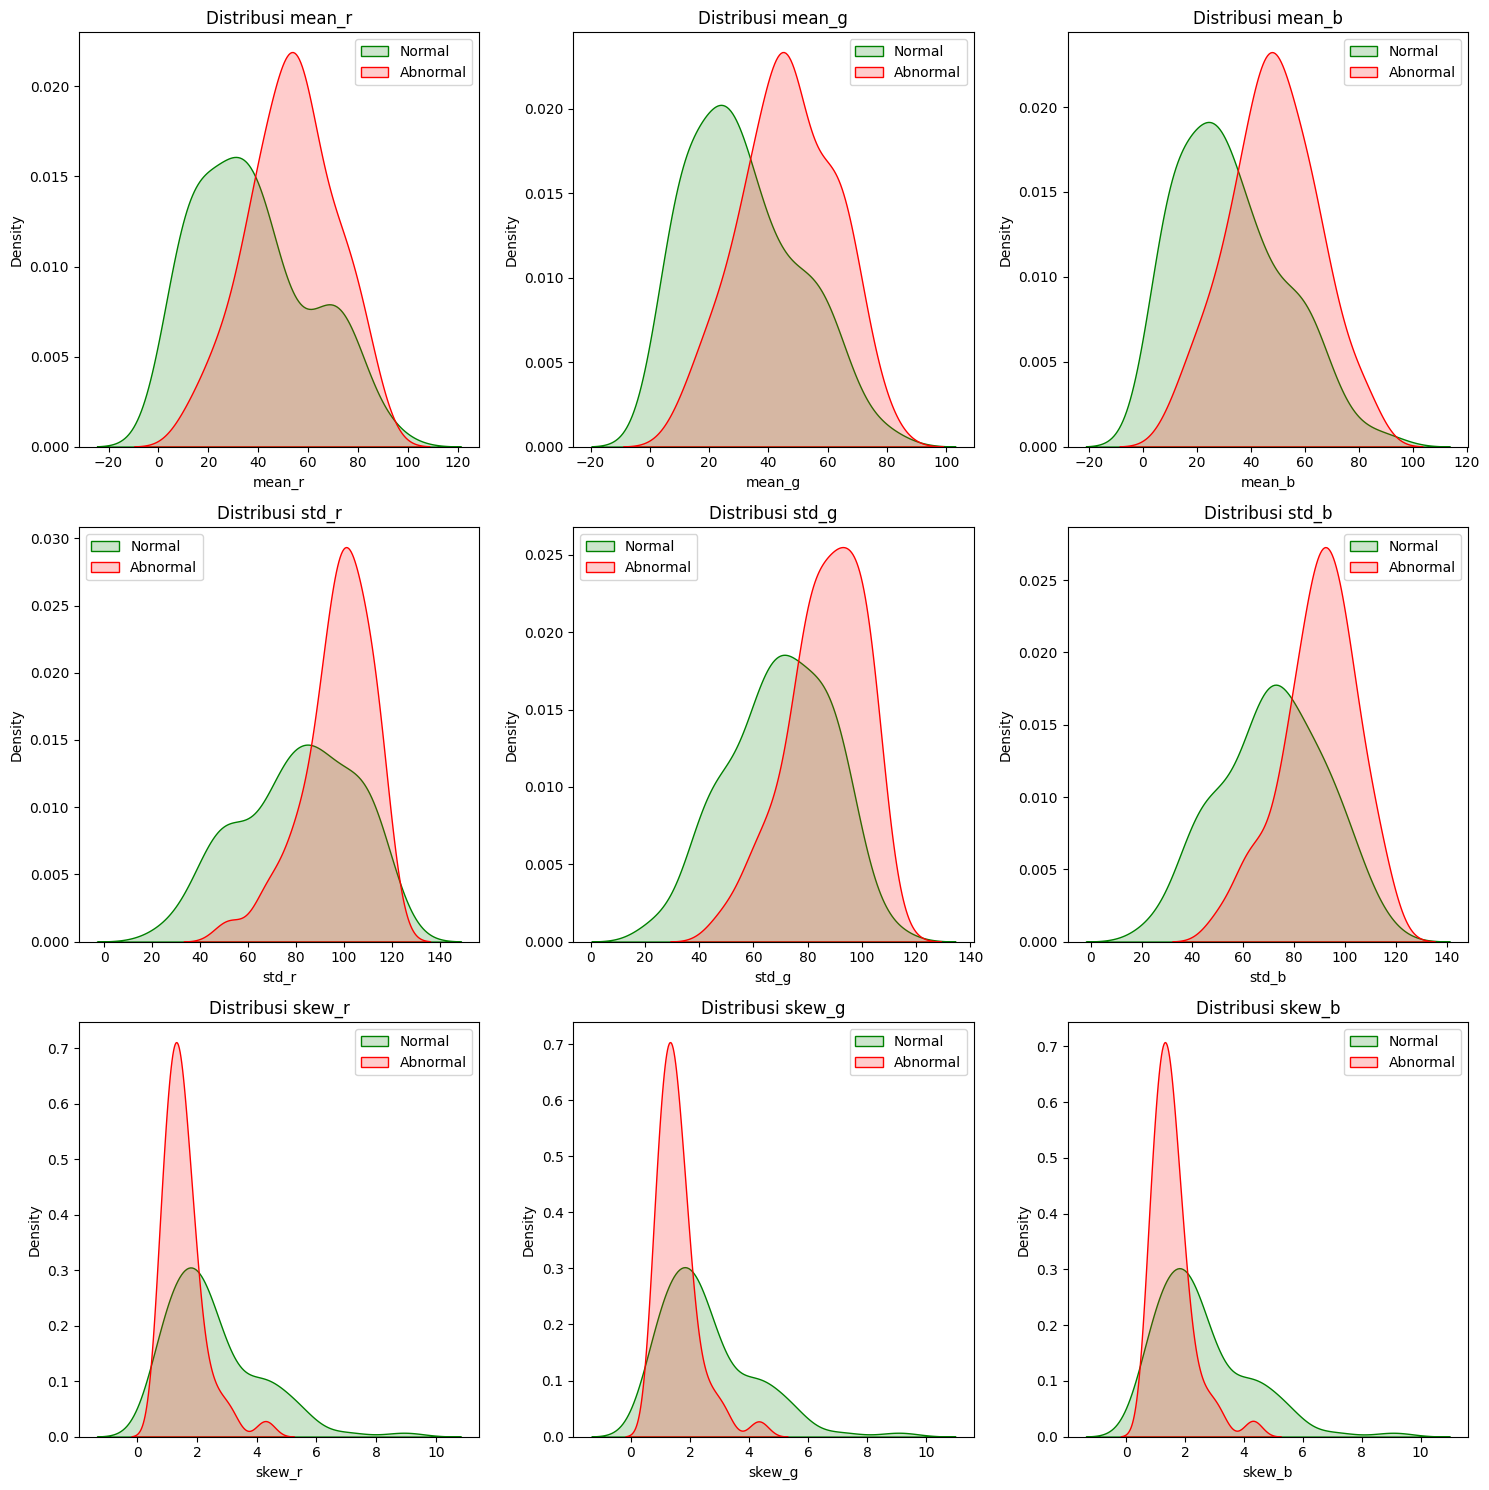 Distribusi mean_r
Normal
Abnormal
Density
0.020
0.015
0.010
0.005
0.000
−20 0 20 40 60 80 100 120
mean_r
Distribusi mean_g
Normal
Abnormal
Density
0.020
0.015
0.010
0.005
0.000
−20 0 20 40 60 80 100
mean_g
Distribusi mean_b
Normal
Abnormal
Density
0.020
0.015
0.010
0.005
0.000
−20 0 20 40 60 80 100 120
mean_b
Distribusi std_r
Normal
Abnormal
Density
0.030
0.025
0.020
0.015
0.010
0.005
0.000
0 20 40 60 80 100 120 140
std_r
Distribusi std_g
Normal
Abnormal
Density
0.025
0.020
0.015
0.010
0.005
0.000
0 20 40 60 80 100 120 140
std_g
Distribusi std_b
Normal
Abnormal
Density
0.025
0.020
0.015
0.010
0.005
0.000
0 20 40 60 80 100 120 140
std_b
Distribusi skew_r
Normal
Abnormal
Density
0.7
0.6
0.5
0.4
0.3
0.2
0.1
0.0
0 2 4 6 8 10
skew_r
Distribusi skew_g
Normal
Abnormal
Density
0.7
0.6
0.5
0.4
0.3
0.2
0.1
0.0
0 2 4 6 8 10
skew_g
Distribusi skew_b
Normal
Abnormal
Density
0.7
0.6
0.5
0.4
0.3
0.2
0.1
0.0
0 2 4 6 8 10
skew_b